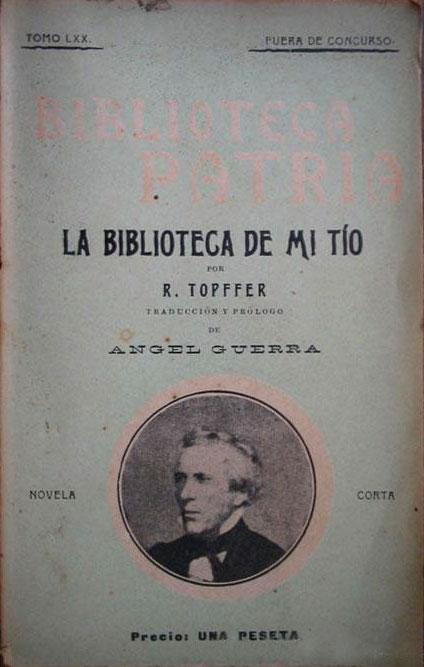 TOMO LXX.
FUERA DE CONCURSO.
BIBLIOTECA
PATRIA
LA BIBLIOTECA DE MI TÍO
POR
R. TOPFFER
TRADUCCIÓN Y PRÓLOGO
DE
ANGEL GUERRA
NOVELA
CORTA
Precio: UNA PESETA